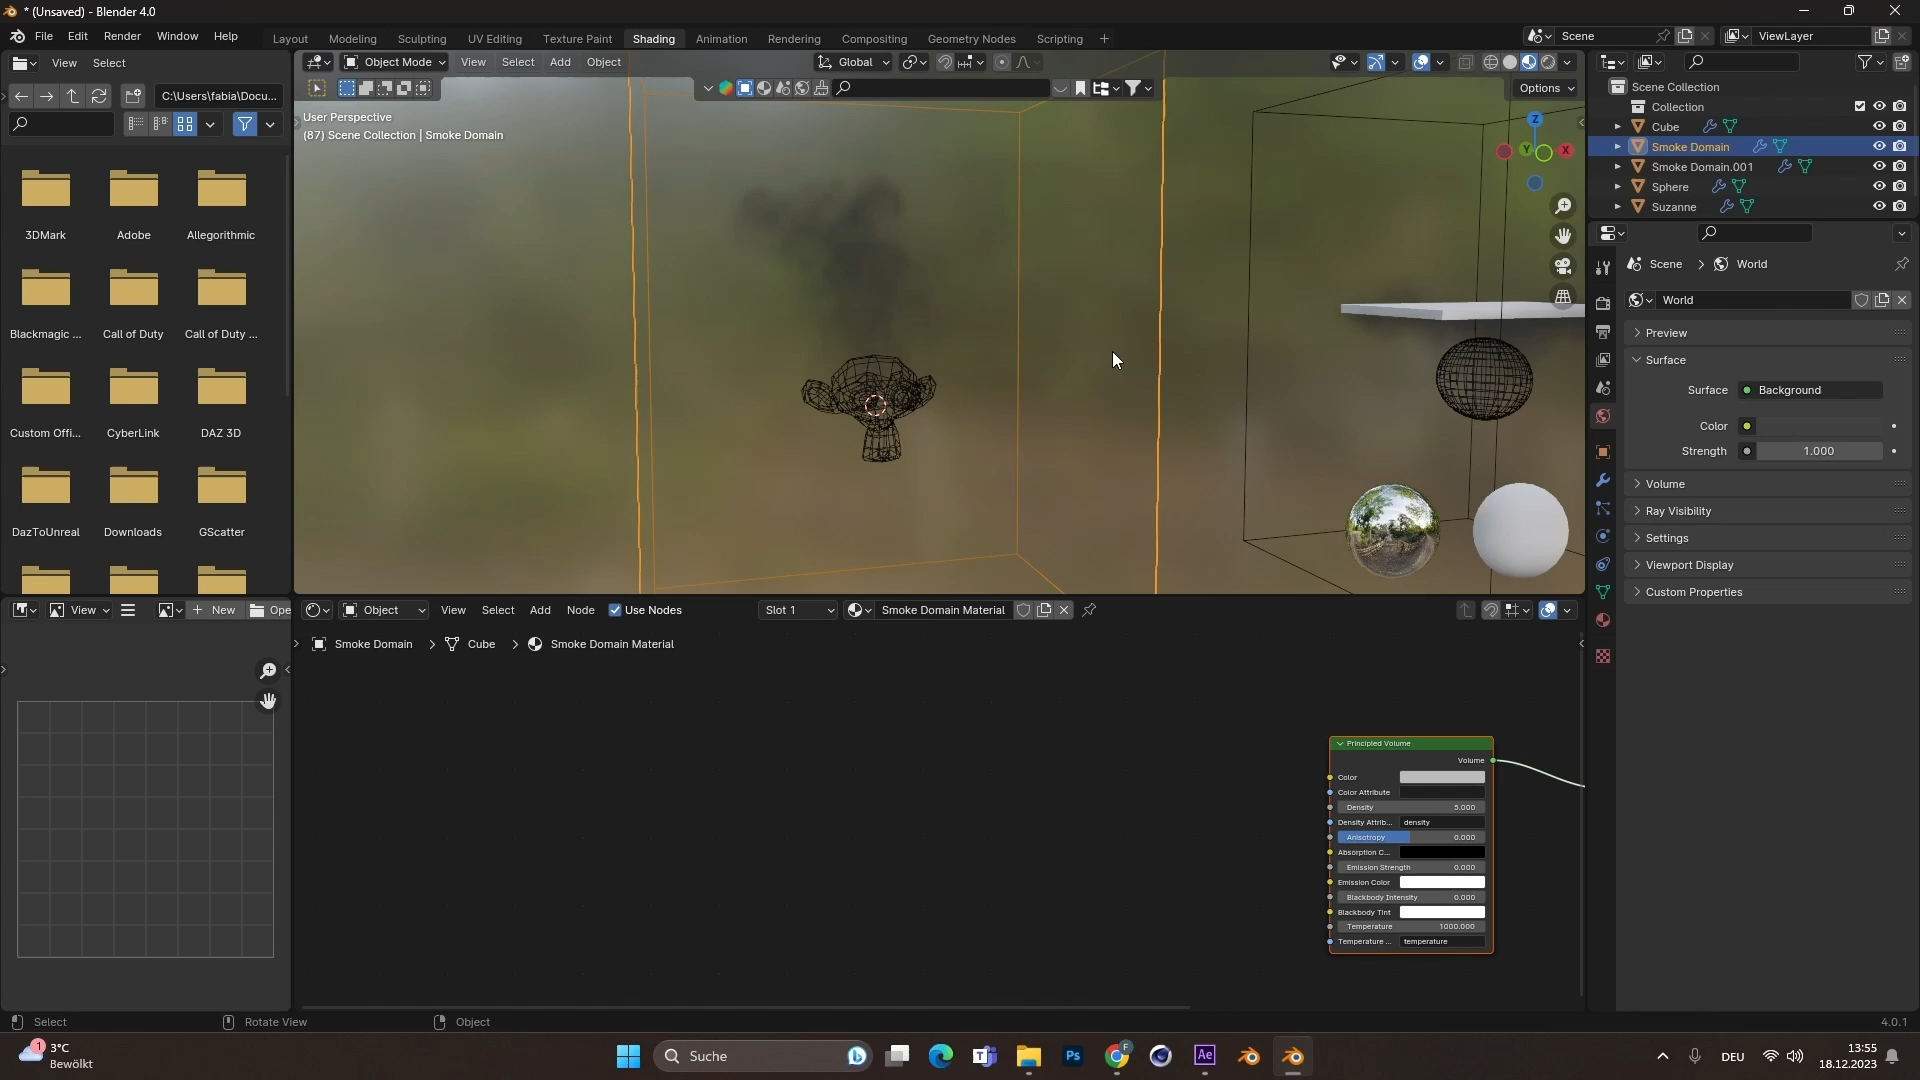 * (Unsaved) - Blender 4.0
File Edit Render Window Help
Layout Modeling Sculpting UV Editing Texture Paint Shading Animation Rendering Compositing Geometry Nodes Scripting +
Scene
ViewLayer
View Select
C:\Users\fabia\Docu...
3DMark Adobe Allegorithmic
Blackmagic ... Call of Duty Call of Duty ...
Custom Offi... CyberLink DAZ 3D
DazToUnreal Downloads GScatter
Object Mode View Select Add Object
Global
Options
User Perspective
(87) Scene Collection | Smoke Domain
Z
Y
X
Scene Collection
Collection
Cube
Smoke Domain
Smoke Domain.001
Sphere
Suzanne
Scene > World
World
Preview
Surface
Surface Background
Color
Strength 1.000
Volume
Ray Visibility
Settings
Viewport Display
Custom Properties
View New Ope
Object View Select Add Node Use Nodes Slot 1 Smoke Domain Material
Smoke Domain > Cube > Smoke Domain Material
Principled Volume
Volume
Color
Color Attribute
Density 5.000
Density Attrib... density
Anisotropy 0.000
Absorption C...
Emission Strength 0.000
Emission Color
Blackbody Intensity 0.000
Blackbody Tint
Temperature 1000.000
Temperature ... temperature
Select Rotate View Object
4.0.1
1
3°C
Bewölkt
Suche
F
Ps
Ae
DEU
13:55
18.12.2023